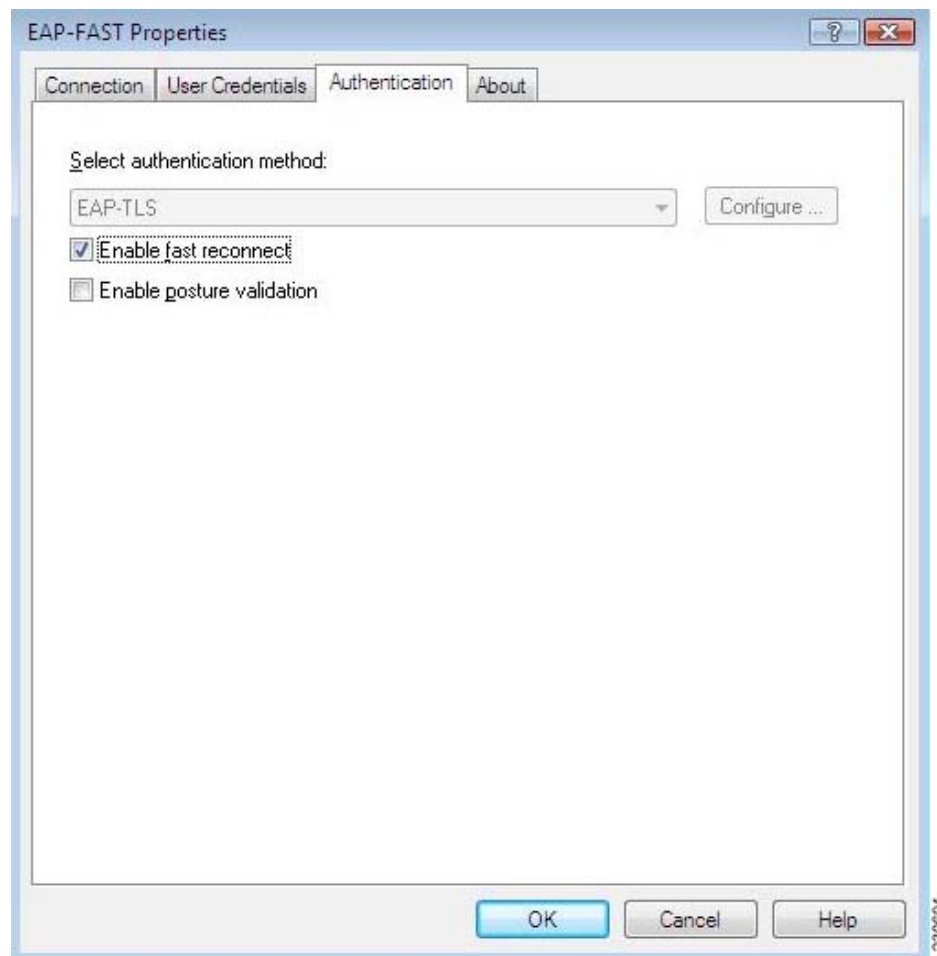 EAP-FAST Properties
Connection User Credentials Authentication About
Select authentication method:
EAP-TLS Configure ...
Enable fast reconnect
Enable posture validation
OK Cancel Help